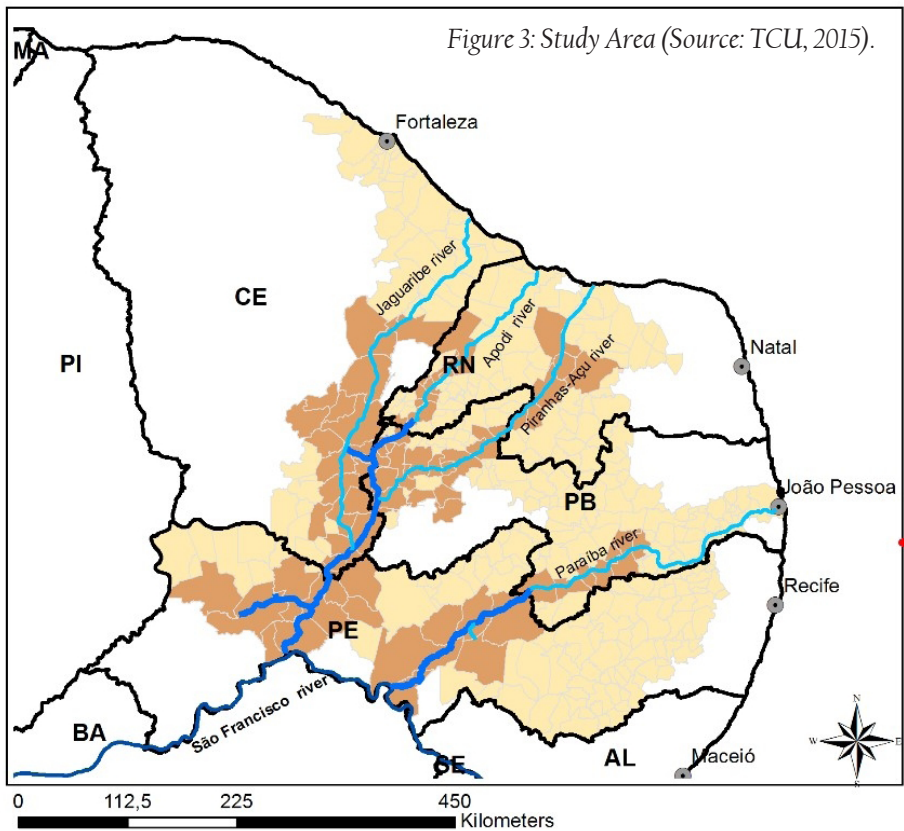 Figure 3: Study Area (Source: TCU, 2015).
MA
Fortaleza
Jaguaribe river
CE
Apodi river
RN
Natal
PI
Piranhas-Açu river
João Pessoa
PB
Paraíba river
Recife
PE
São Francisco river
BA
N
W
E
S
SE
AL
Maceió
0 112,5 225 450
Kilometers